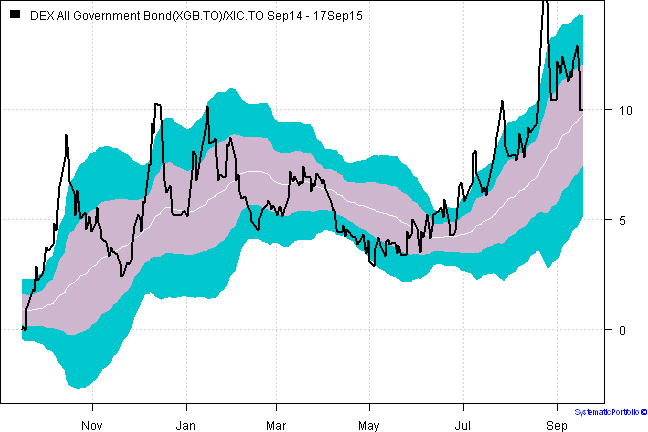 DEX All Government Bond(XGB.TO)/XIC.TO Sep14 - 17Sep15
10
5
0
Nov Jan Mar May Jul Sep
SystematicPortfolio ©